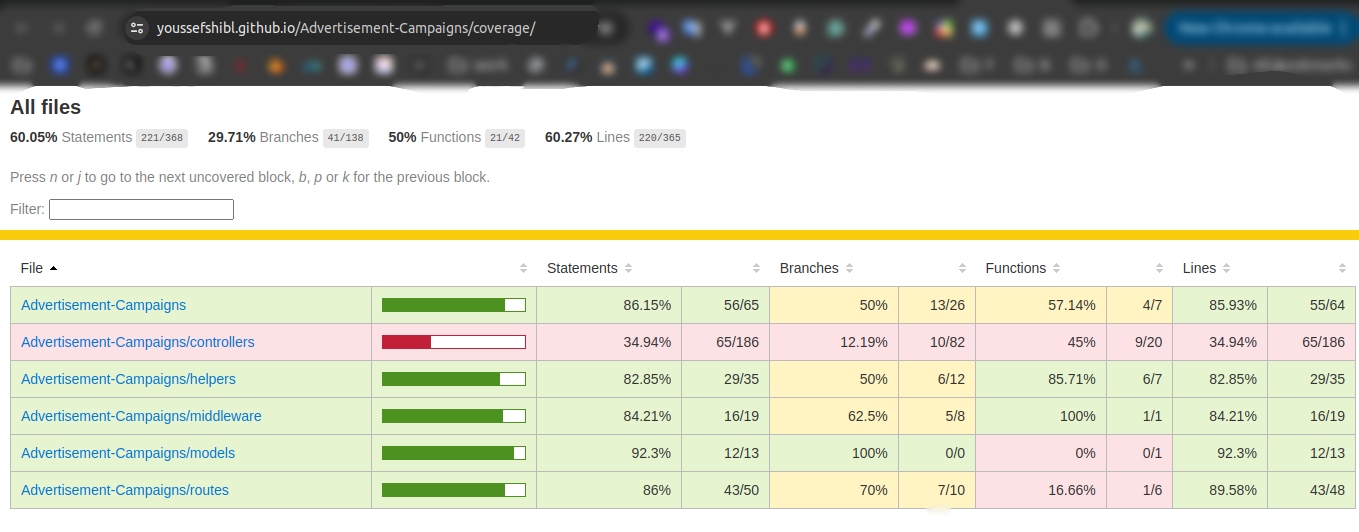 youssefshibl.github.io/Advertisement-Campaigns/coverage/
All files
60.05% Statements 221/368 29.71% Branches 41/138 50% Functions 21/42 60.27% Lines 220/365
Press n or j to go to the next uncovered block, b, p or k for the previous block.
Filter:
File Statements Branches Functions Lines
Advertisement-Campaigns 86.15% 56/65 50% 13/26 57.14% 4/7 85.93% 55/64
Advertisement-Campaigns/controllers 34.94% 65/186 12.19% 10/82 45% 9/20 34.94% 65/186
Advertisement-Campaigns/helpers 82.85% 29/35 50% 6/12 85.71% 6/7 82.85% 29/35
Advertisement-Campaigns/middleware 84.21% 16/19 62.5% 5/8 100% 1/1 84.21% 16/19
Advertisement-Campaigns/models 92.3% 12/13 100% 0/0 0% 0/1 92.3% 12/13
Advertisement-Campaigns/routes 86% 43/50 70% 7/10 16.66% 1/6 89.58% 43/48